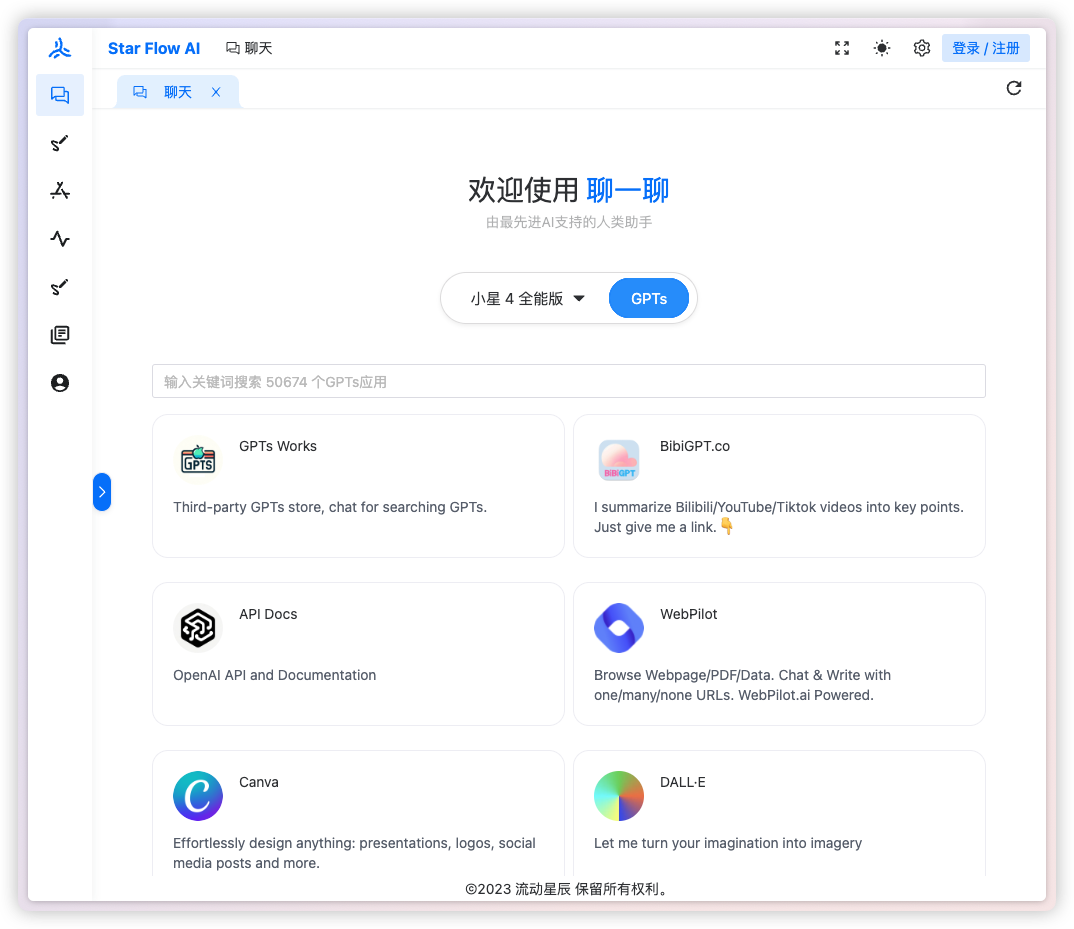 Star Flow AI
聊天
登录 / 注册
聊天
欢迎使用 聊一聊
由最先进AI支持的人类助手
小星 4 全能版
GPTs
输入关键词搜索 50674 个GPTs应用
GPTS
GPTs Works
Third-party GPTs store, chat for searching GPTs.
BiBiGPT
BibiGPT.co
I summarize Bilibili/YouTube/Tiktok videos into key points.
Just give me a link.👇
API Docs
OpenAI API and Documentation
WebPilot
Browse Webpage/PDF/Data. Chat & Write with
one/many/none URLs. WebPilot.ai Powered.
C
Canva
Effortlessly design anything: presentations, logos, social
media posts and more.
DALL·E
Let me turn your imagination into imagery
©2023 流动星辰 保留所有权利。